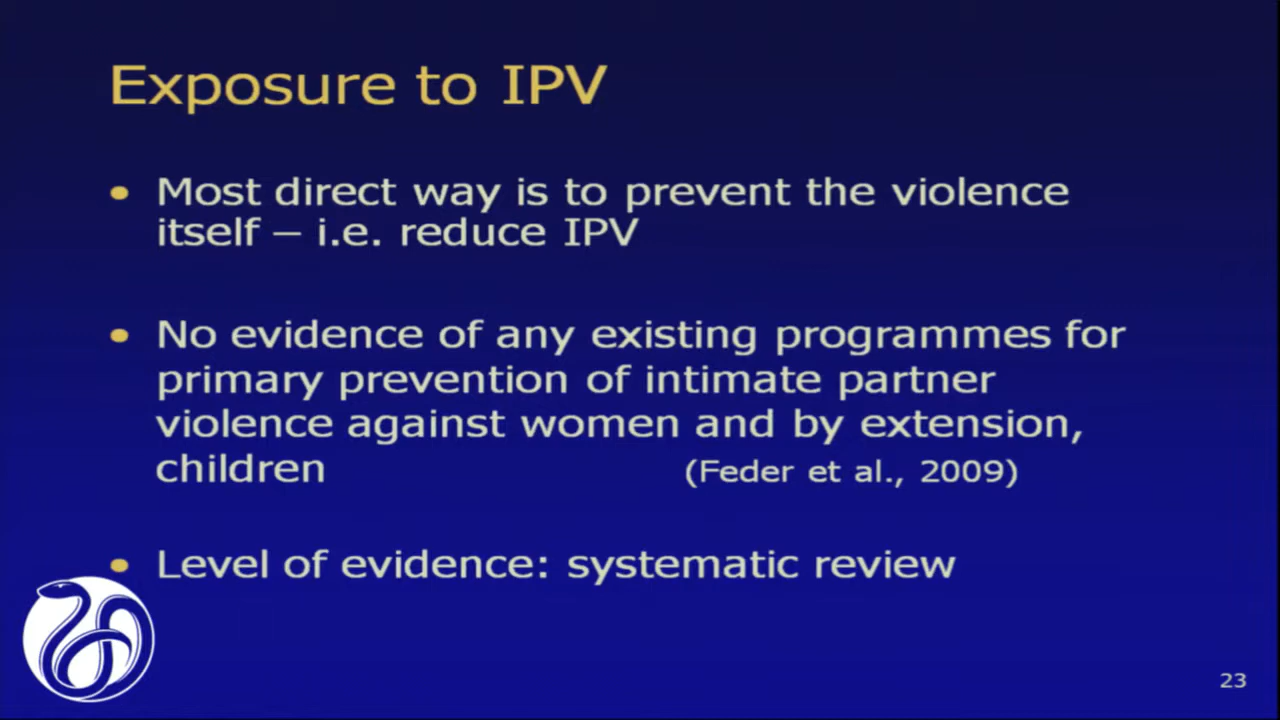 Exposure to IPV
• Most direct way is to prevent the violence
itself – i.e. reduce IPV
• No evidence of any existing programmes for
primary prevention of intimate partner
violence against women and by extension,
children (Feder et al., 2009)
• Level of evidence: systematic review
23